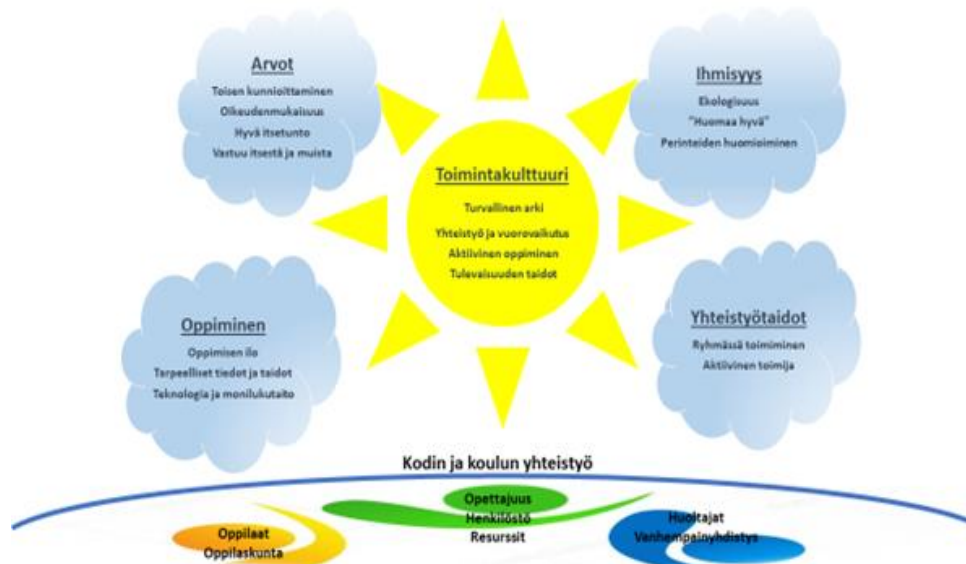 Arvot
Toisen kunnioittaminen
Oikeudenmukaisuus
Hyvä itsetunto
Vastuu itsestä ja muista
Ihmisyys
Ekologisuus
"Huomaa hyvä"
Perinteiden huomioiminen
Toimintakulttuuri
Turvallinen arki
Yhteistyö ja vuorovaikutus
Aktiivinen oppiminen
Tulevaisuuden taidot
Oppiminen
Oppimisen ilo
Tarpeelliset tiedot ja taidot
Teknologia ja monilukutaito
Yhteistyötaidot
Ryhmässä toimiminen
Aktiivinen toimija
Kodin ja koulun yhteistyö
Oppilaat
Oppilaskunta
Opettajuus
Henkilöstö
Resurssit
Huoltajat
Vanhempainyhdistys